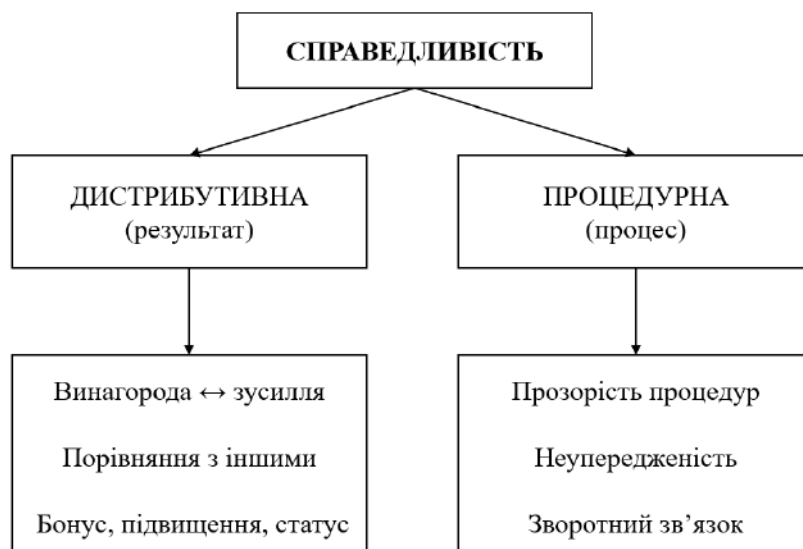 СПРАВЕДЛИВІСТЬ
ДИСТРИБУТИВНА
(результат)
ПРОЦЕДУРНА
(процес)
Винагорода ↔ зусилля
Порівняння з іншими
Бонус, підвищення, статус
Прозорість процедур
Неупередженість
Зворотний зв’язок